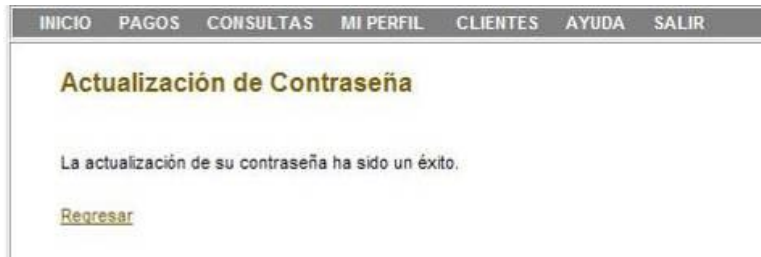 INICIO PAGOS CONSULTAS MI PERFIL CLIENTES AYUDA SALIR
Actualización de Contraseña
La actualización de su contraseña ha sido un éxito.
Regresar